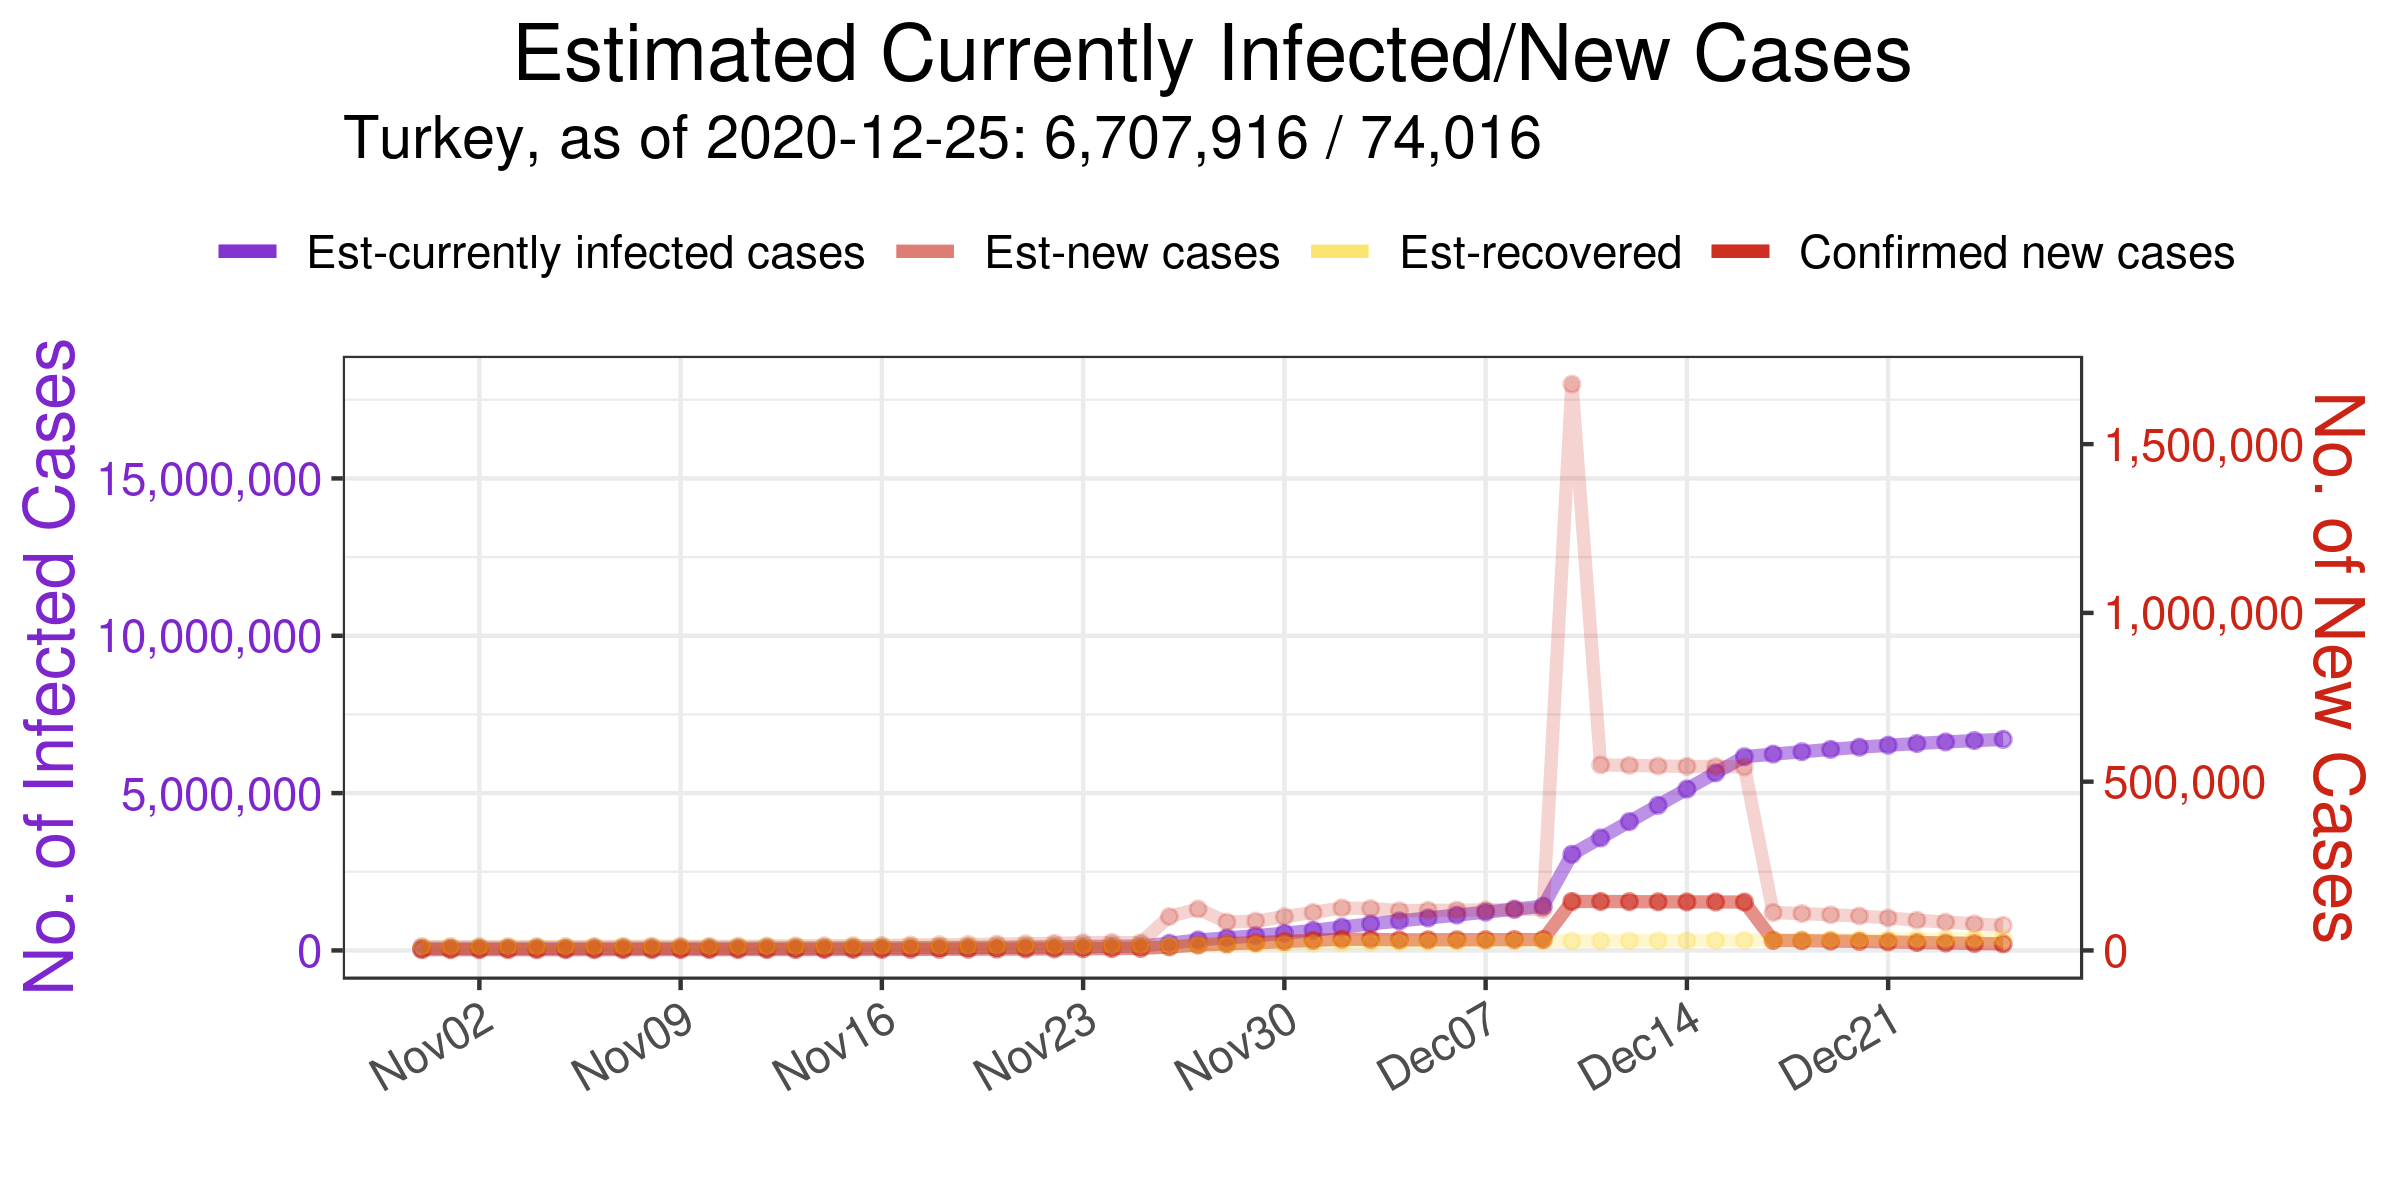 Estimated Currently Infected/New Cases
Turkey, as of 2020-12-25: 6,707,916 / 74,016
Est-currently infected cases Est-new cases Est-recovered Confirmed new cases
No. of Infected Cases
15,000,000
10,000,000
5,000,000
0
1,500,000
1,000,000
500,000
0
No. of New Cases
Nov02 Nov09 Nov16 Nov23 Nov30 Dec07 Dec14 Dec21